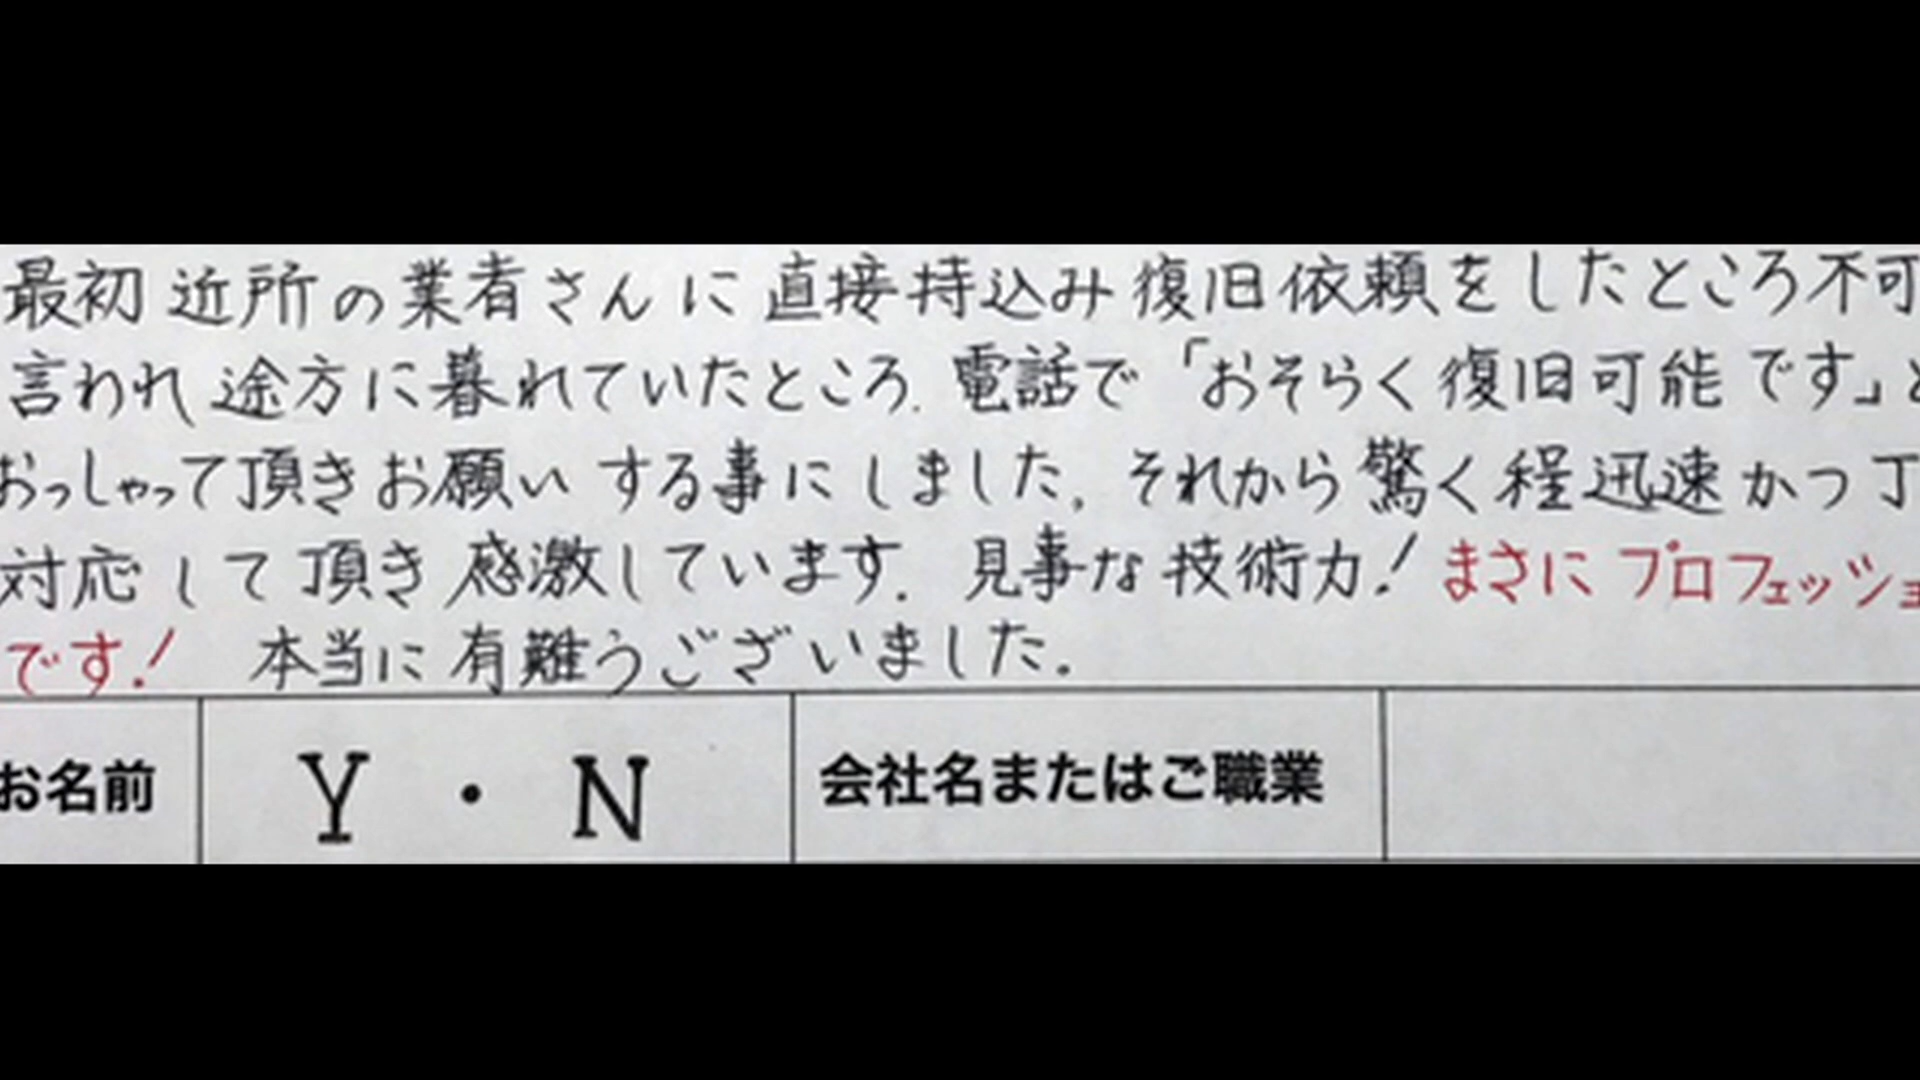 最初近所の業者さんに直接持込み復旧依頼をしたところ不可
言われ途方に暮れていたところ、電話で「おそらく復旧可能です」と
おっしゃって頂きお願いする事にしました。それから驚く程迅速かつ丁
対応して頂き感激しています。見事な技術力！まさにプロフェッショ
です！ 本当に有難うございました。
お名前 Y・N 会社名またはご職業